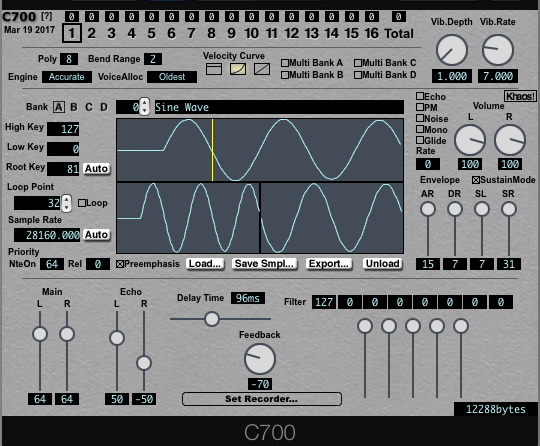 C700 [?] 0 0 0 0 0 0 0 0 0 0 0 0 0 0 0 0 0
Mar 19 2017 1 2 3 4 5 6 7 8 9 10 11 12 13 14 15 16 Total
Vib.Depth Vib.Rate
1.000 7.000
Poly 8 Bend Range 2 Velocity Curve
Multi Bank A Multi Bank C
Engine Accurate VoiceAlloc Oldest Multi Bank B Multi Bank D
Bank A B C D 0 Sine Wave
High Key 127
Low Key 0
Root Key 81 Auto
Loop Point
32 Loop
Sample Rate
28160.000 Auto
Priority
NteOn 64 Rel 0 Preemphasis Load... Save Smpl... Export... Unload
Echo Khaos!
PM Volume
Noise L R
Mono
Glide
Rate
0 100 100
Envelope SustainMode
AR DR SL SR
15 7 7 31
Main Echo Delay Time 96ms Filter 127 0 0 0 0 0 0 0
L R L R
Feedback
-70
64 64 50 -50 Set Recorder...
12288bytes
C700